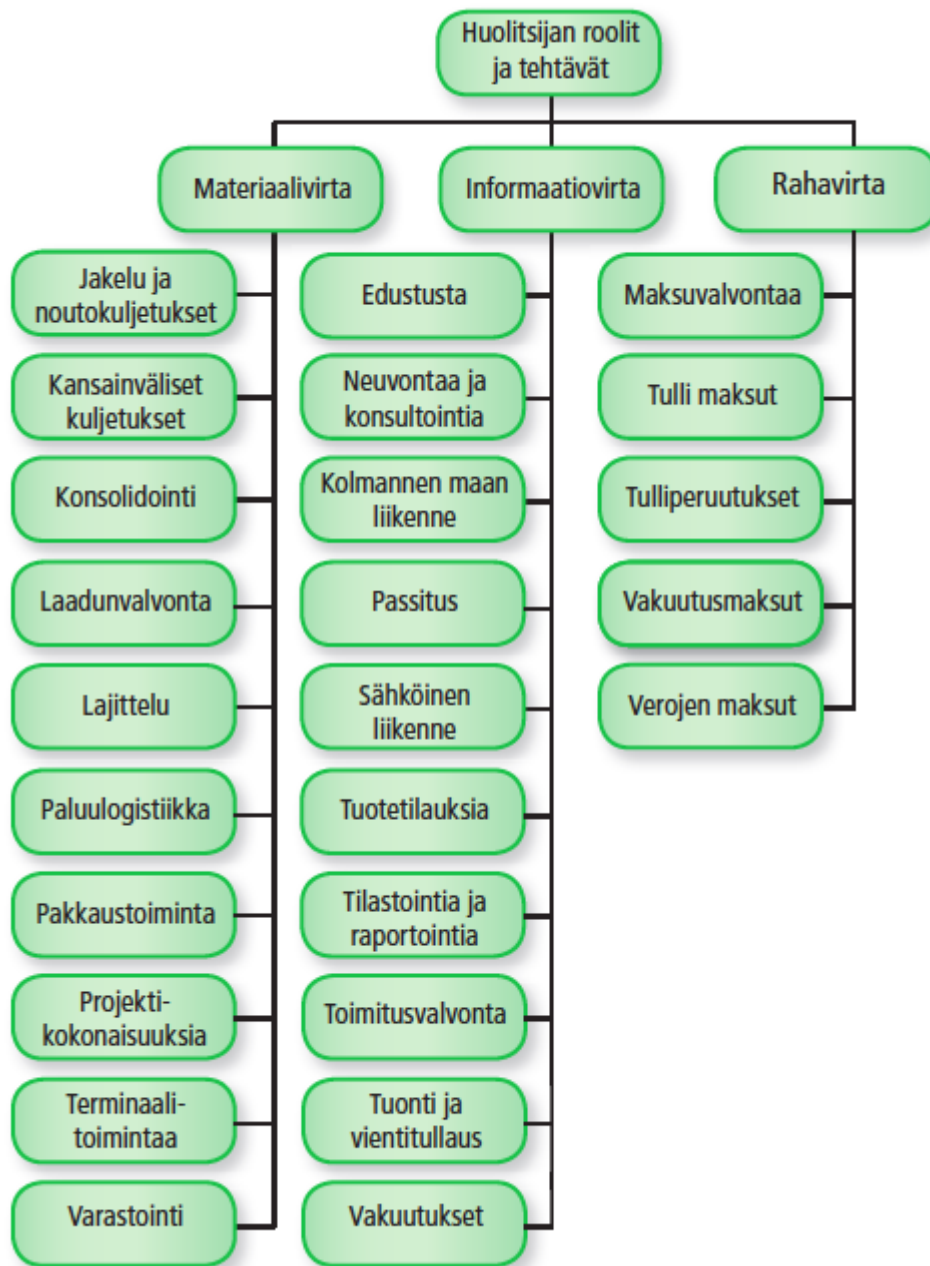 Huolitsijan roolit
ja tehtävät
Materiaalivirta
Informaatiovirta
Rahavirta
Jakelu ja
noutokuljetukset
Kansainväliset
kuljetukset
Konsolidointi
Laadunvalvonta
Lajittelu
Paluulogistiikka
Pakkaustoiminta
Projekti-
kokonaisuuksia
Terminaali-
toimintaa
Varastointi
Edustusta
Neuvontaa ja
konsultointia
Kolmannen maan
liikenne
Passitus
Sähköinen
liikenne
Tuotetilauksia
Tilastointia ja
raportointia
Toimitusvalvonta
Tuonti ja
vientitullaus
Vakuutukset
Maksuvalvontaa
Tulli maksut
Tulliperuutukset
Vakuutusmaksut
Verojen maksut